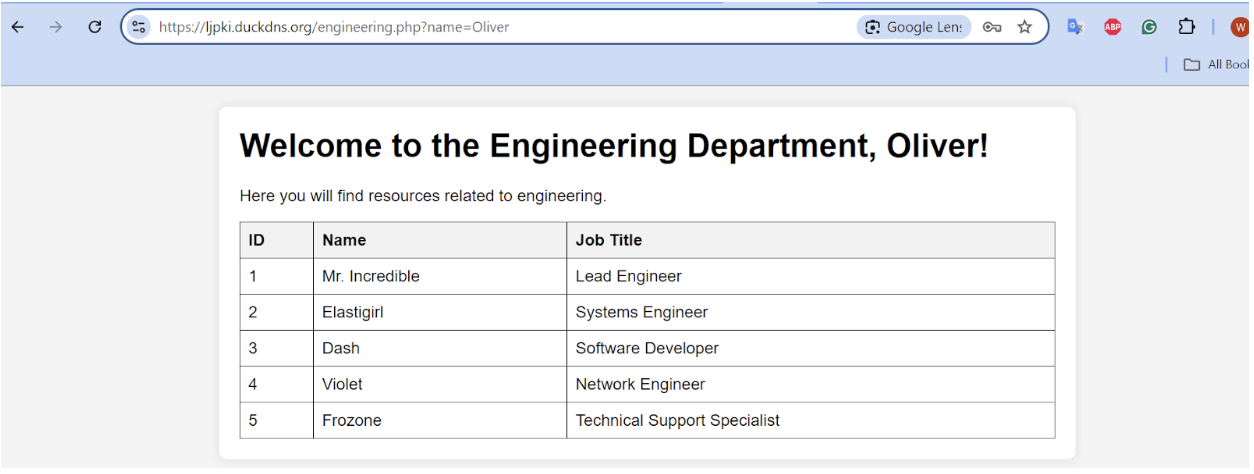 https://ljpki.duckdns.org/engineering.php?name=Oliver Google Lens ABP G W
All Book
Welcome to the Engineering Department, Oliver!
Here you will find resources related to engineering.
ID Name Job Title
1 Mr. Incredible Lead Engineer
2 Elastigirl Systems Engineer
3 Dash Software Developer
4 Violet Network Engineer
5 Frozone Technical Support Specialist